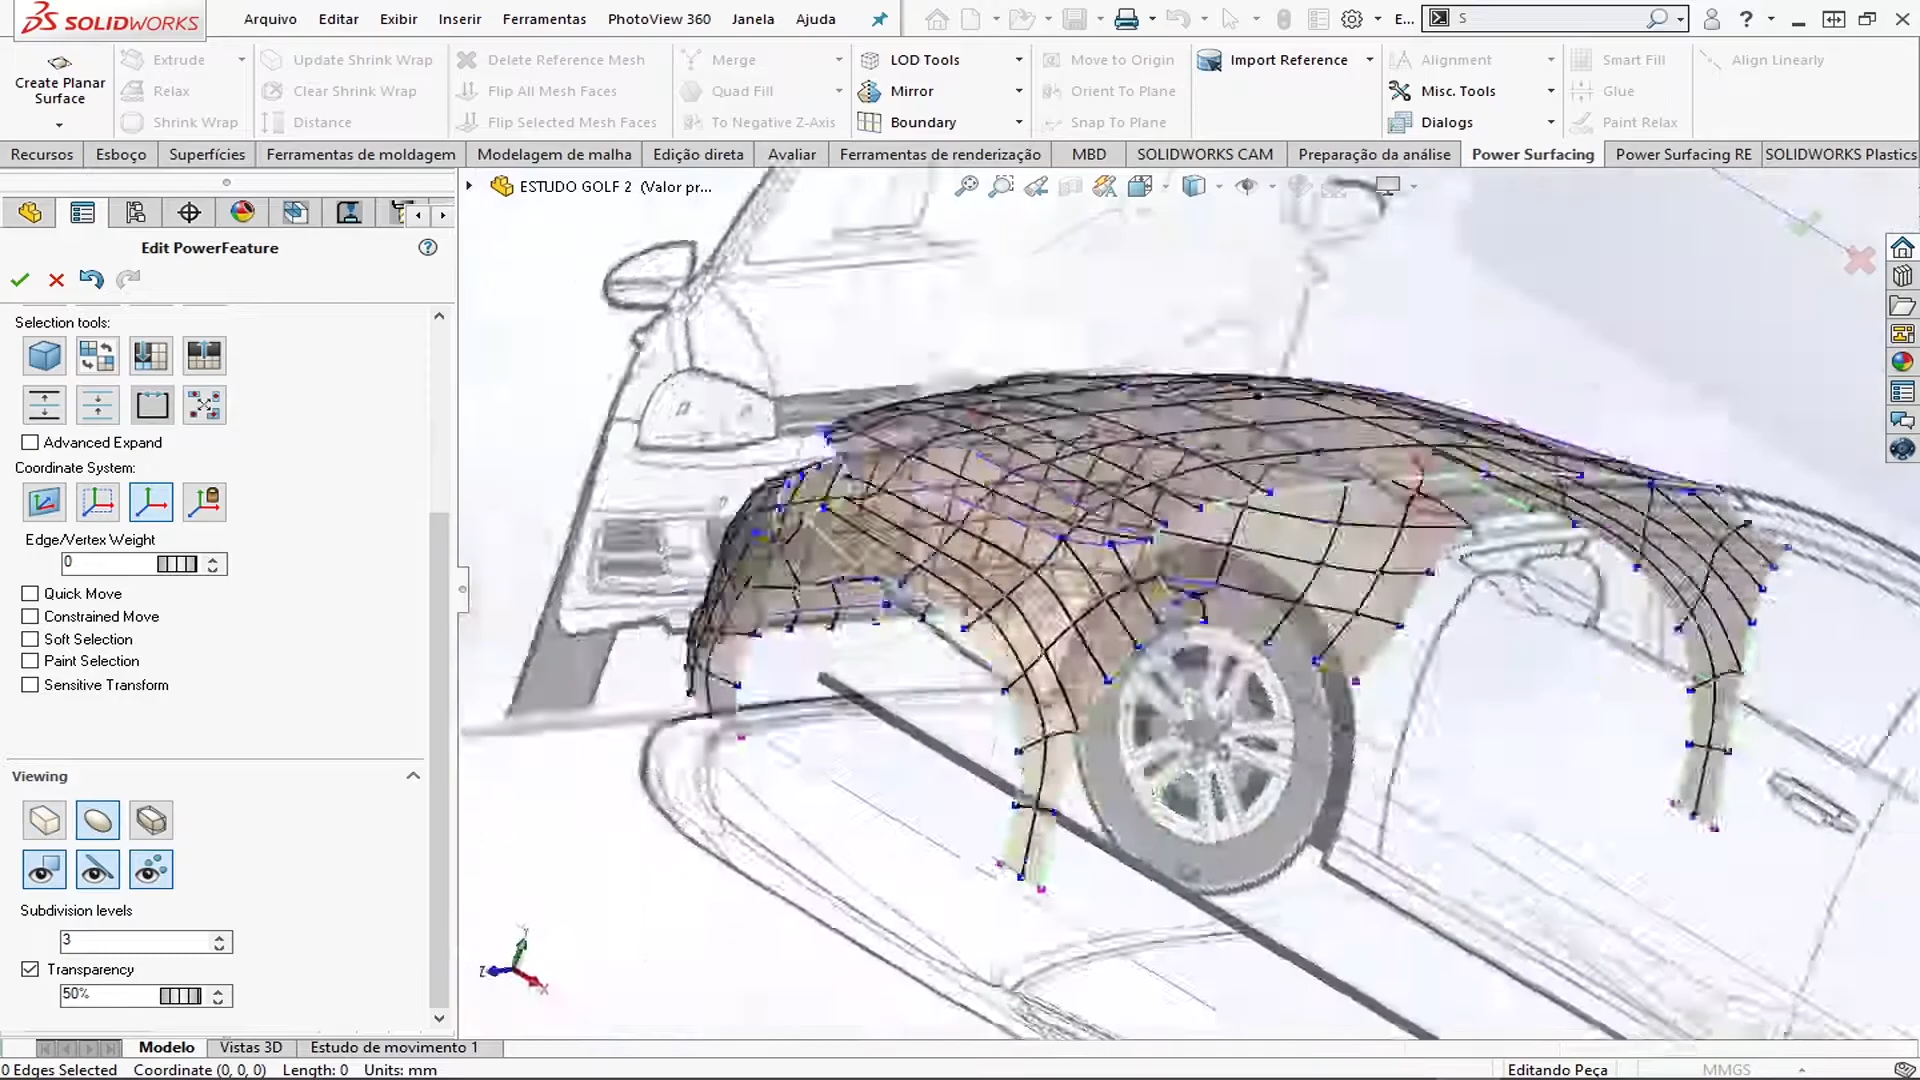 SOLIDWORKS Arquivo Editar Exibir Inserir Ferramentas PhotoView 360 Janela Ajuda E... S ?
Create Planar Surface
Extrude Update Shrink Wrap Delete Reference Mesh Merge LOD Tools Move to Origin Import Reference Alignment Smart Fill Align Linearly
Relax Clear Shrink Wrap Flip All Mesh Faces Quad Fill Mirror Orient To Plane Misc. Tools Glue
Shrink Wrap Distance Flip Selected Mesh Faces To Negative Z-Axis Boundary Snap To Plane Dialogs Paint Relax
Recursos Esboço Superfícies Ferramentas de moldagem Modelagem de malha Edição direta Avaliar Ferramentas de renderização MBD SOLIDWORKS CAM Preparação da análise Power Surfacing Power Surfacing RE SOLIDWORKS Plastics
ESTUDO GOLF 2 (Valor pr...
Edit PowerFeature
Selection tools:
Advanced Expand
Coordinate System:
Edge/Vertex Weight
0
Quick Move
Constrained Move
Soft Selection
Paint Selection
Sensitive Transform
Viewing
Subdivision levels
3
Transparency
50%
Y
Z
X
Modelo Vistas 3D Estudo de movimento 1
0 Edges Selected Coordinate (0, 0, 0) Length: 0 Units: mm Editando Peça MMGS